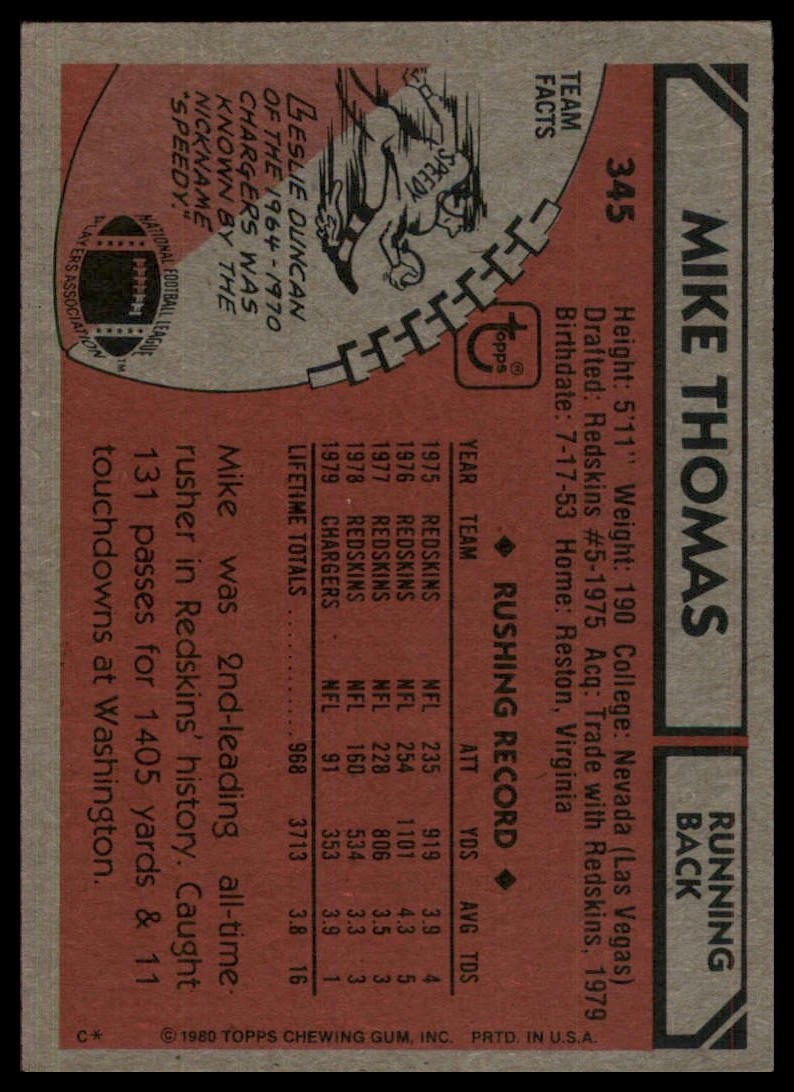 MIKE THOMAS
RUNNING
BACK
345
Height: 5'11" Weight: 190 College: Nevada (Las Vegas)
Drafted: Redskins #5-1975 Acq: Trade with Redskins, 1979
Birthdate: 7-17-53 Home: Reston, Virginia
TEAM
FACTS
SPEEDY
topps®
LESLIE DUNCAN
OF THE 1964-1970
CHARGERS WAS
KNOWN BY THE
NICKNAME
"SPEEDY."
NATIONAL FOOTBALL LEAGUE
PLAYERS ASSOCIATION™
◆ RUSHING RECORD ◆
YEAR TEAM ATT YDS AVG TDS
1975 REDSKINS NFL 235 919 3.9 4
1976 REDSKINS NFL 254 1101 4.3 5
1977 REDSKINS NFL 228 806 3.5 3
1978 REDSKINS NFL 160 534 3.3 3
1979 CHARGERS NFL 91 353 3.9 1
LIFETIME TOTALS .......... 968 3713 3.8 16
Mike was 2nd-leading all-time
rusher in Redskins' history. Caught
131 passes for 1405 yards & 11
touchdowns at Washington.
C* © 1980 TOPPS CHEWING GUM, INC. PRTD. IN U.S.A.